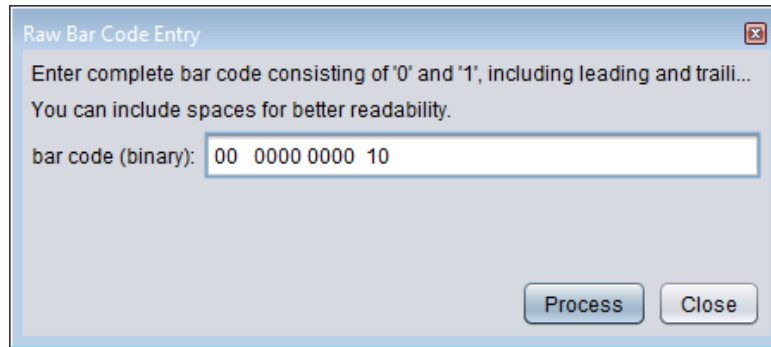 Raw Bar Code Entry
Enter complete bar code consisting of '0' and '1', including leading and traili...
You can include spaces for better readability.
bar code (binary): 00   0000 0000  10
Process Close